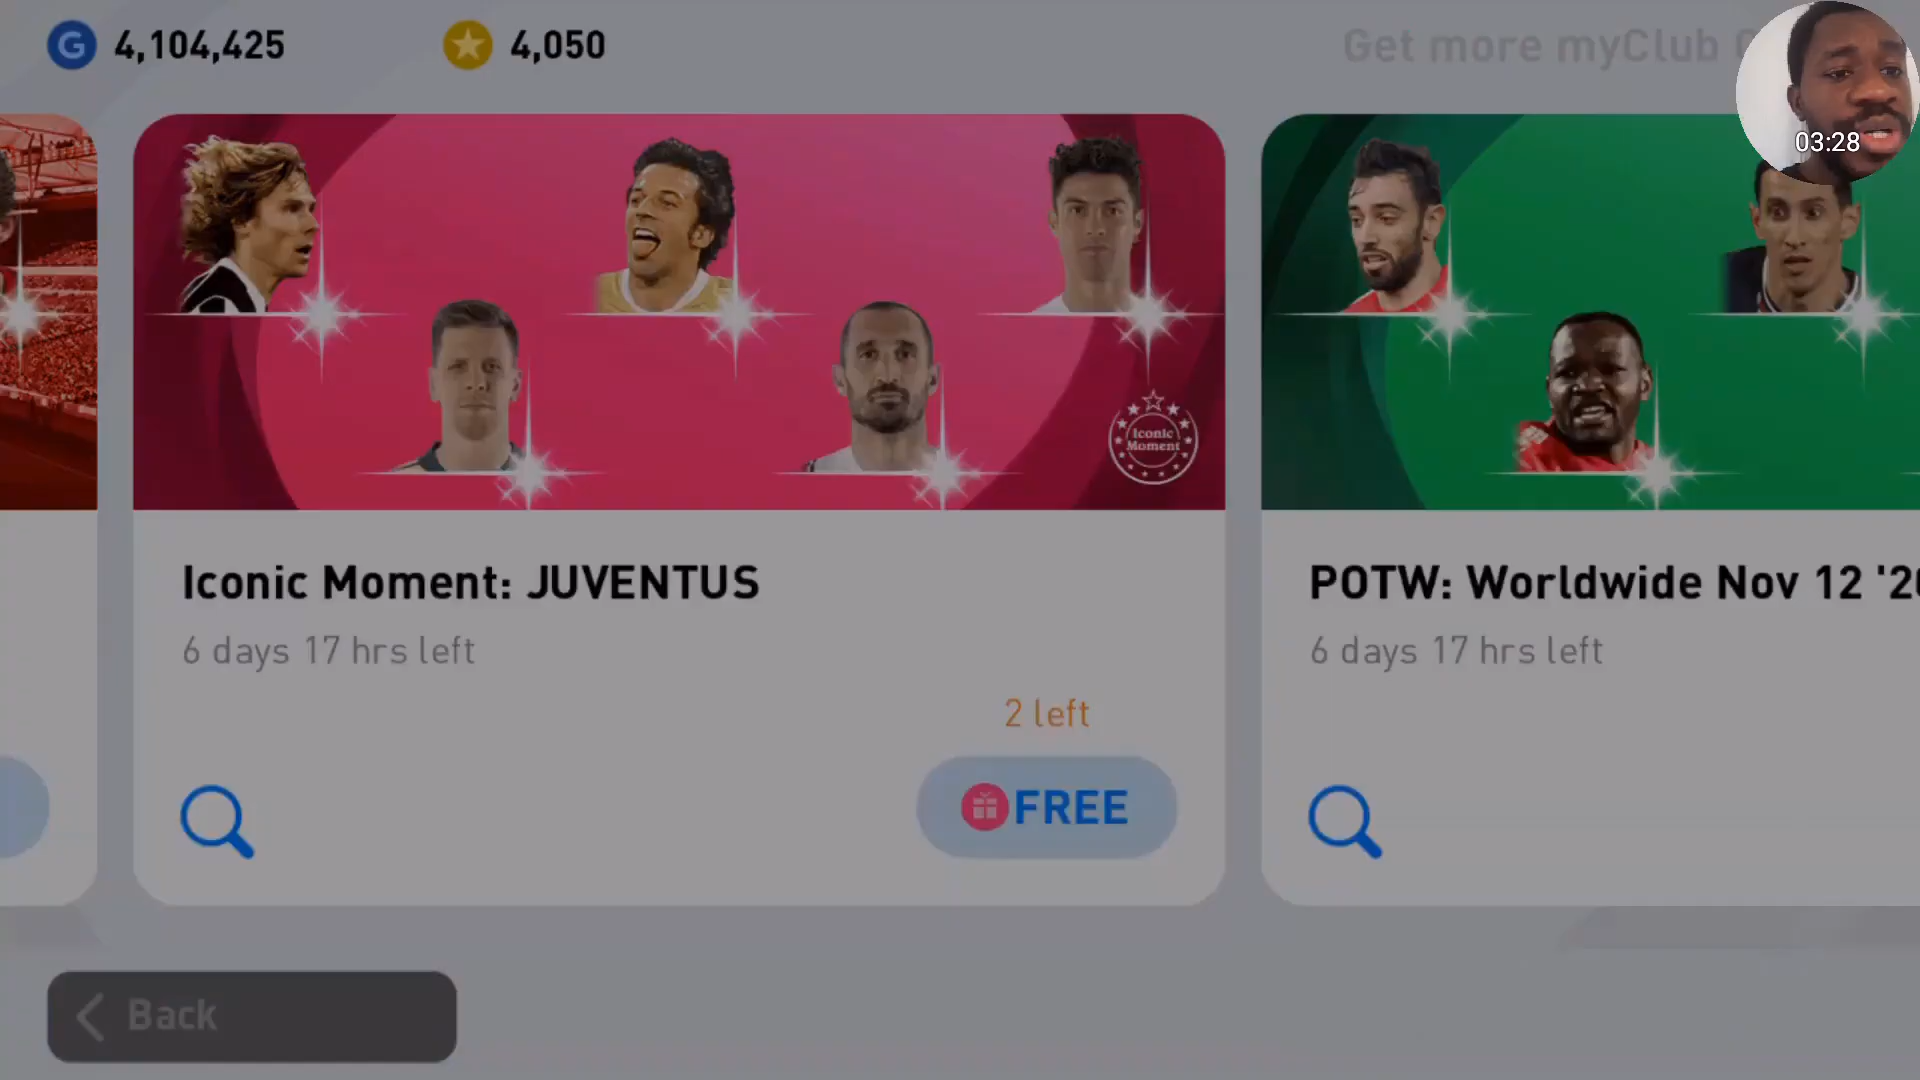 G 4,104,425
4,050
Get more myClub
03:28
Iconic Moment
Iconic Moment: JUVENTUS
6 days 17 hrs left
2 left
FREE
POTW: Worldwide Nov 12 '20
6 days 17 hrs left
Back